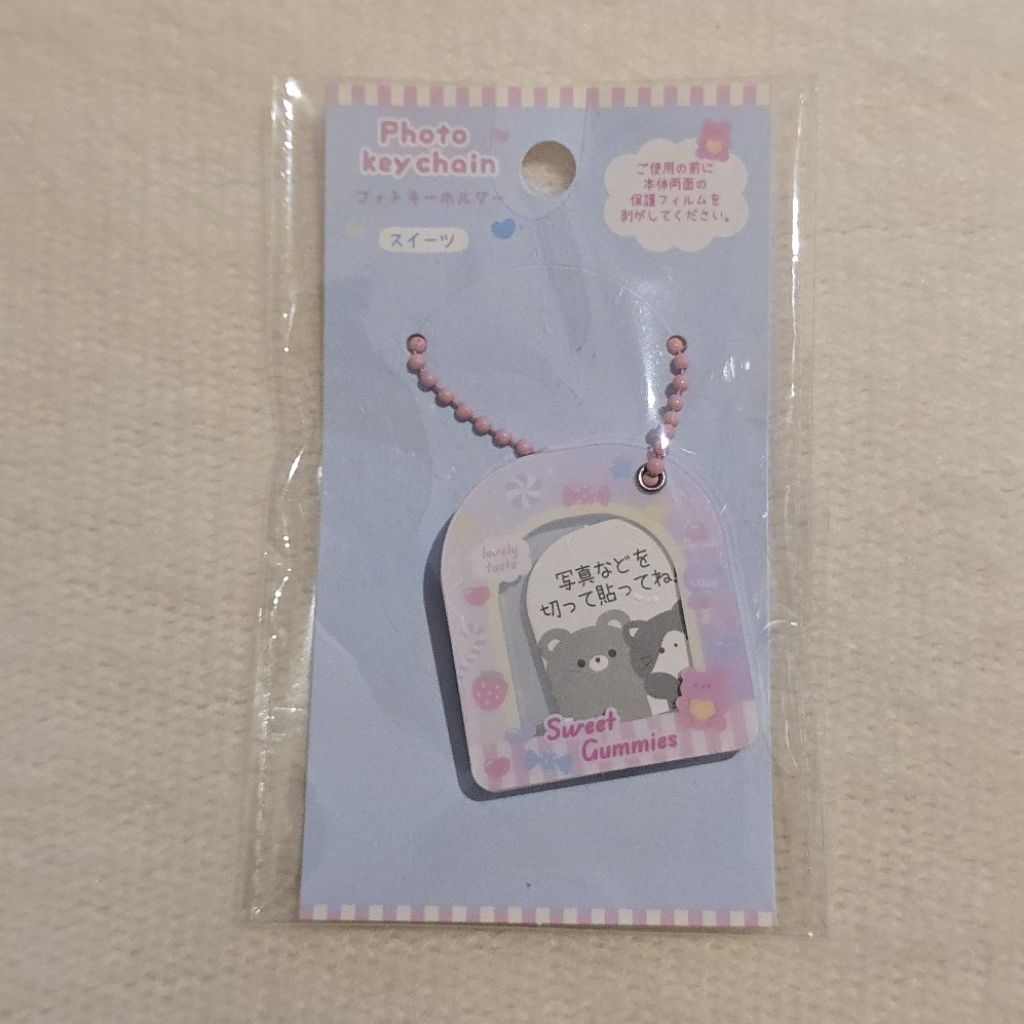 Photo
key chain
フォトキーホルダー
スイーツ
ご使用の前に
本体両面の
保護フィルムを
剥がしてください。
lovely
taste
写真などを
切って貼ってね!
Sweet
Gummies